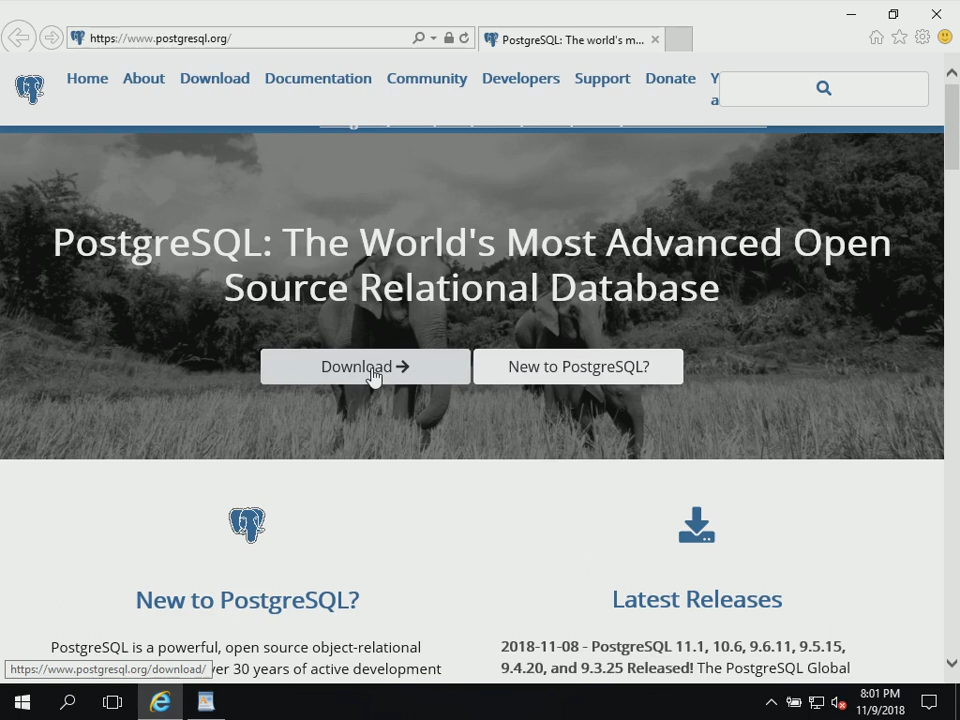 https://www.postgresql.org/
PostgreSQL: The world's m...
Home About Download Documentation Community Developers Support Donate Y
a
PostgreSQL: The World's Most Advanced Open
Source Relational Database
Download
New to PostgreSQL?
New to PostgreSQL?
PostgreSQL is a powerful, open source object-relational
ver 30 years of active development
Latest Releases
2018-11-08 - PostgreSQL 11.1, 10.6, 9.6.11, 9.5.15,
9.4.20, and 9.3.25 Released! The PostgreSQL Global
https://www.postgresql.org/download/
8:01 PM
11/9/2018